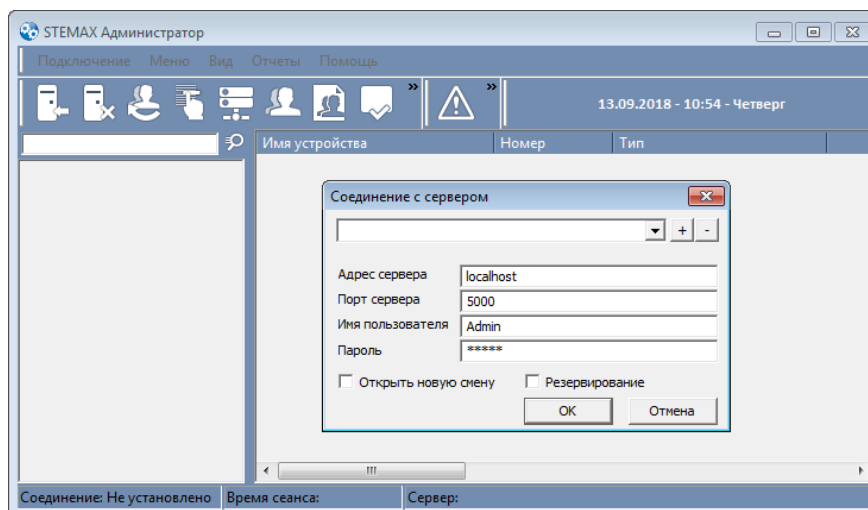 STEMAX Администратор
Подключение Меню Вид Отчеты Помощь
13.09.2018 - 10:54 - Четверг
Имя устройства Номер Тип
Соединение с сервером
+ -
Адрес сервера localhost
Порт сервера 5000
Имя пользователя Admin
Пароль *****
Открыть новую смену Резервирование
OK Отмена
Соединение: Не установлено Время сеанса: Сервер: